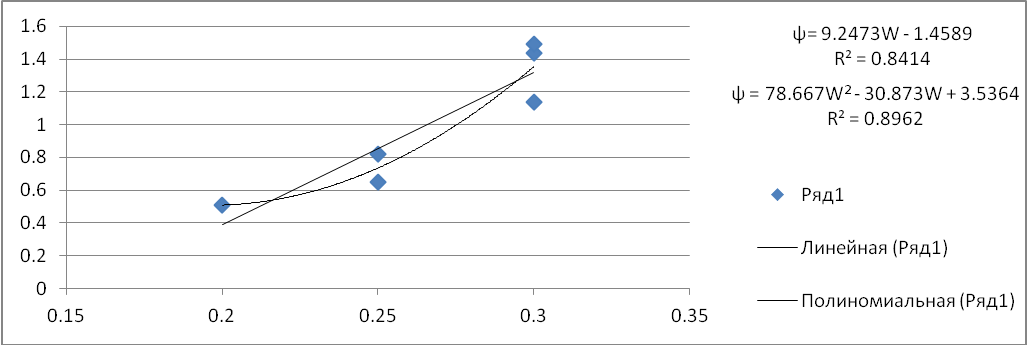 1.6
1.4
1.2
1
0.8
0.6
0.4
0.2
0
0.15
0.2
0.25
0.3
0.35
ψ= 9.2473W - 1.4589
R² = 0.8414
ψ = 78.667W² - 30.873W + 3.5364
R² = 0.8962
Ряд1
Линейная (Ряд1)
Полиномиальная (Ряд1)